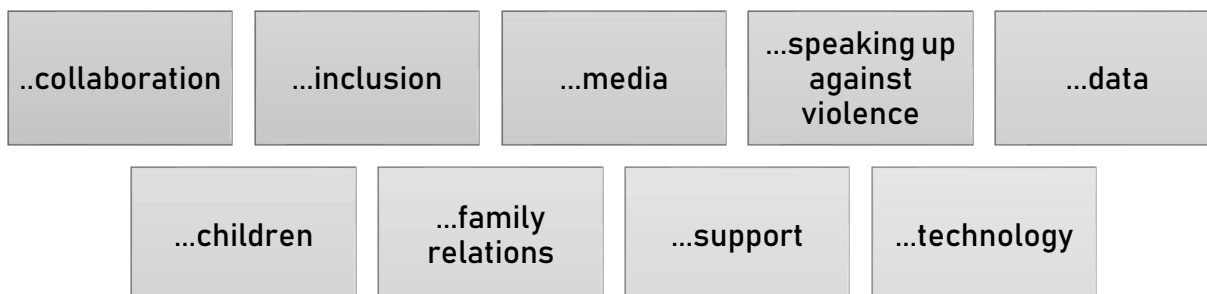 ..collaboration
...inclusion
...media
...speaking up
against
violence
...data
...children
...family
relations
...support
...technology